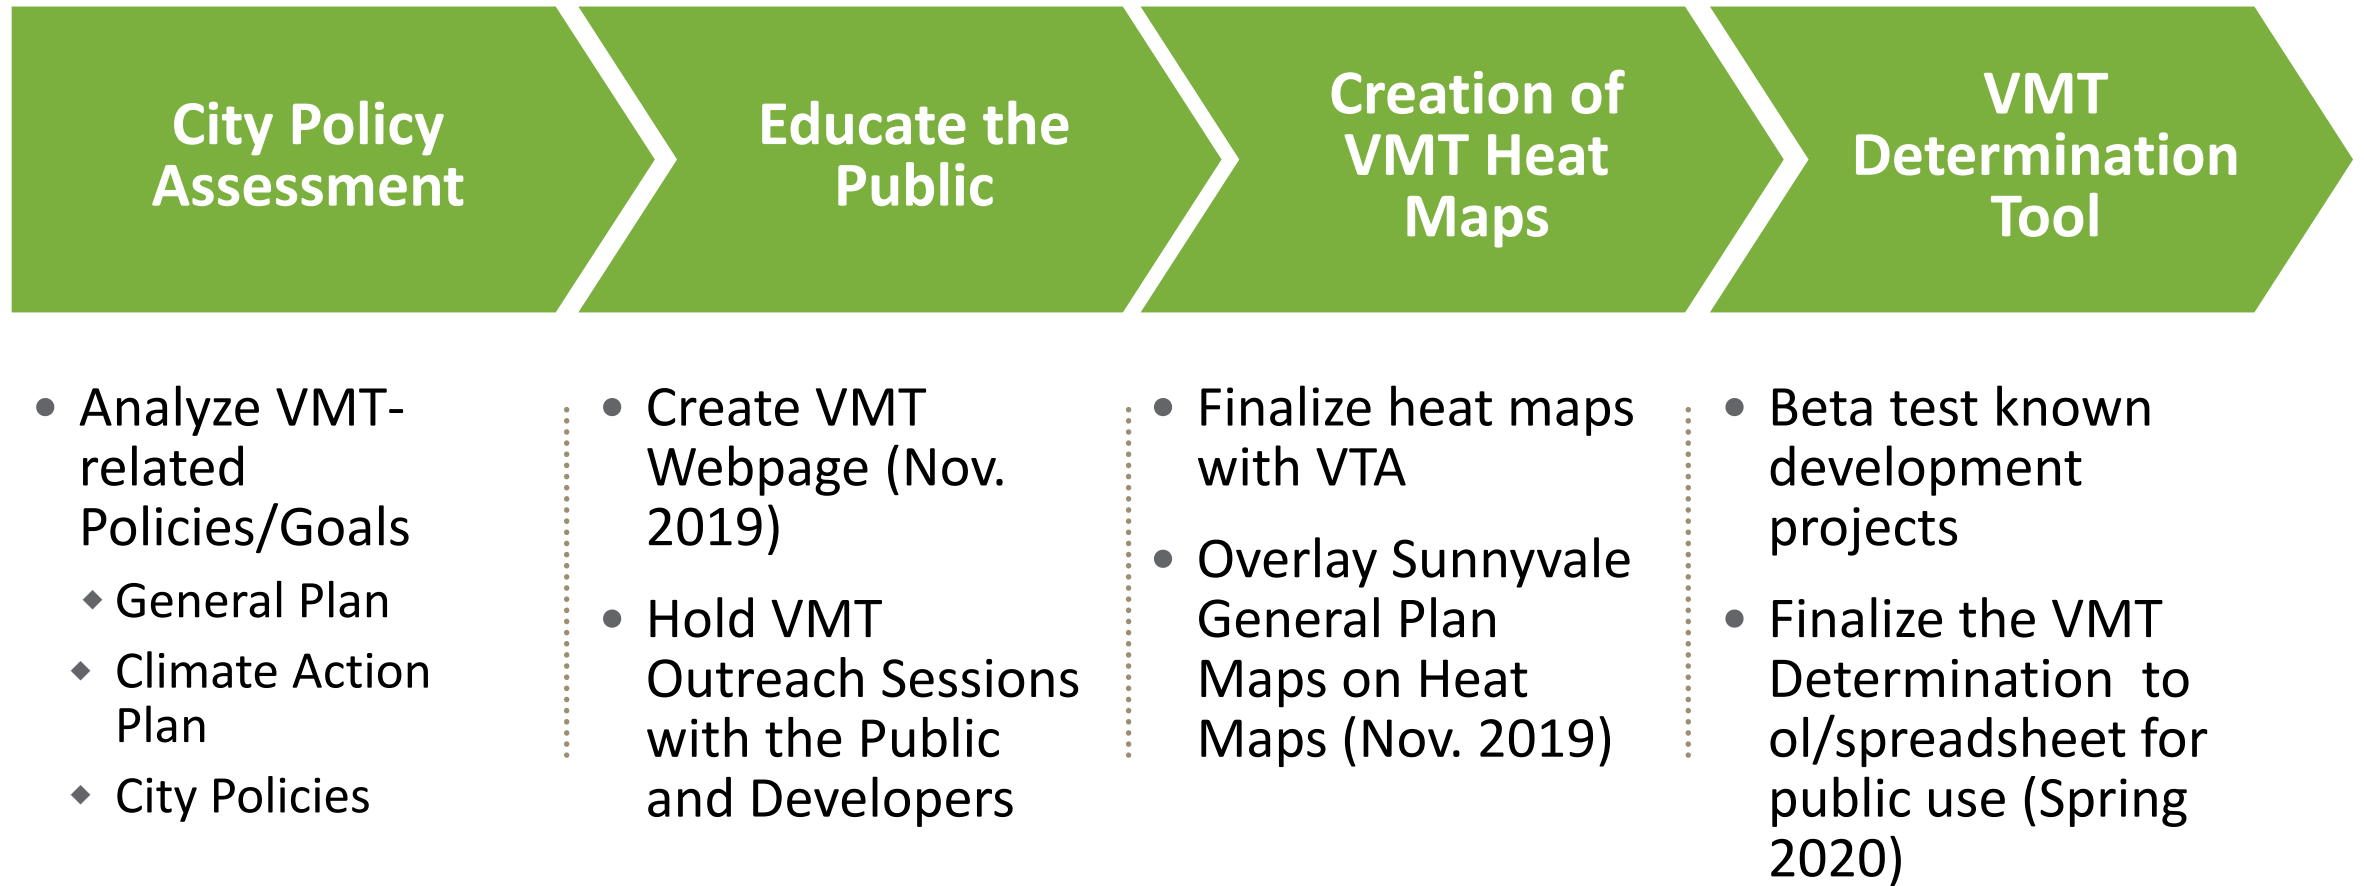 City Policy
Assessment
Educate the
Public
Creation of
VMT Heat
Maps
VMT
Determination
Tool
• Analyze VMT-
related
Policies/Goals
◆ General Plan
◆ Climate Action
Plan
◆ City Policies
• Create VMT
Webpage (Nov.
2019)
• Hold VMT
Outreach Sessions
with the Public
and Developers
• Finalize heat maps
with VTA
• Overlay Sunnyvale
General Plan
Maps on Heat
Maps (Nov. 2019)
• Beta test known
development
projects
• Finalize the VMT
Determination  to
ol/spreadsheet for
public use (Spring
2020)